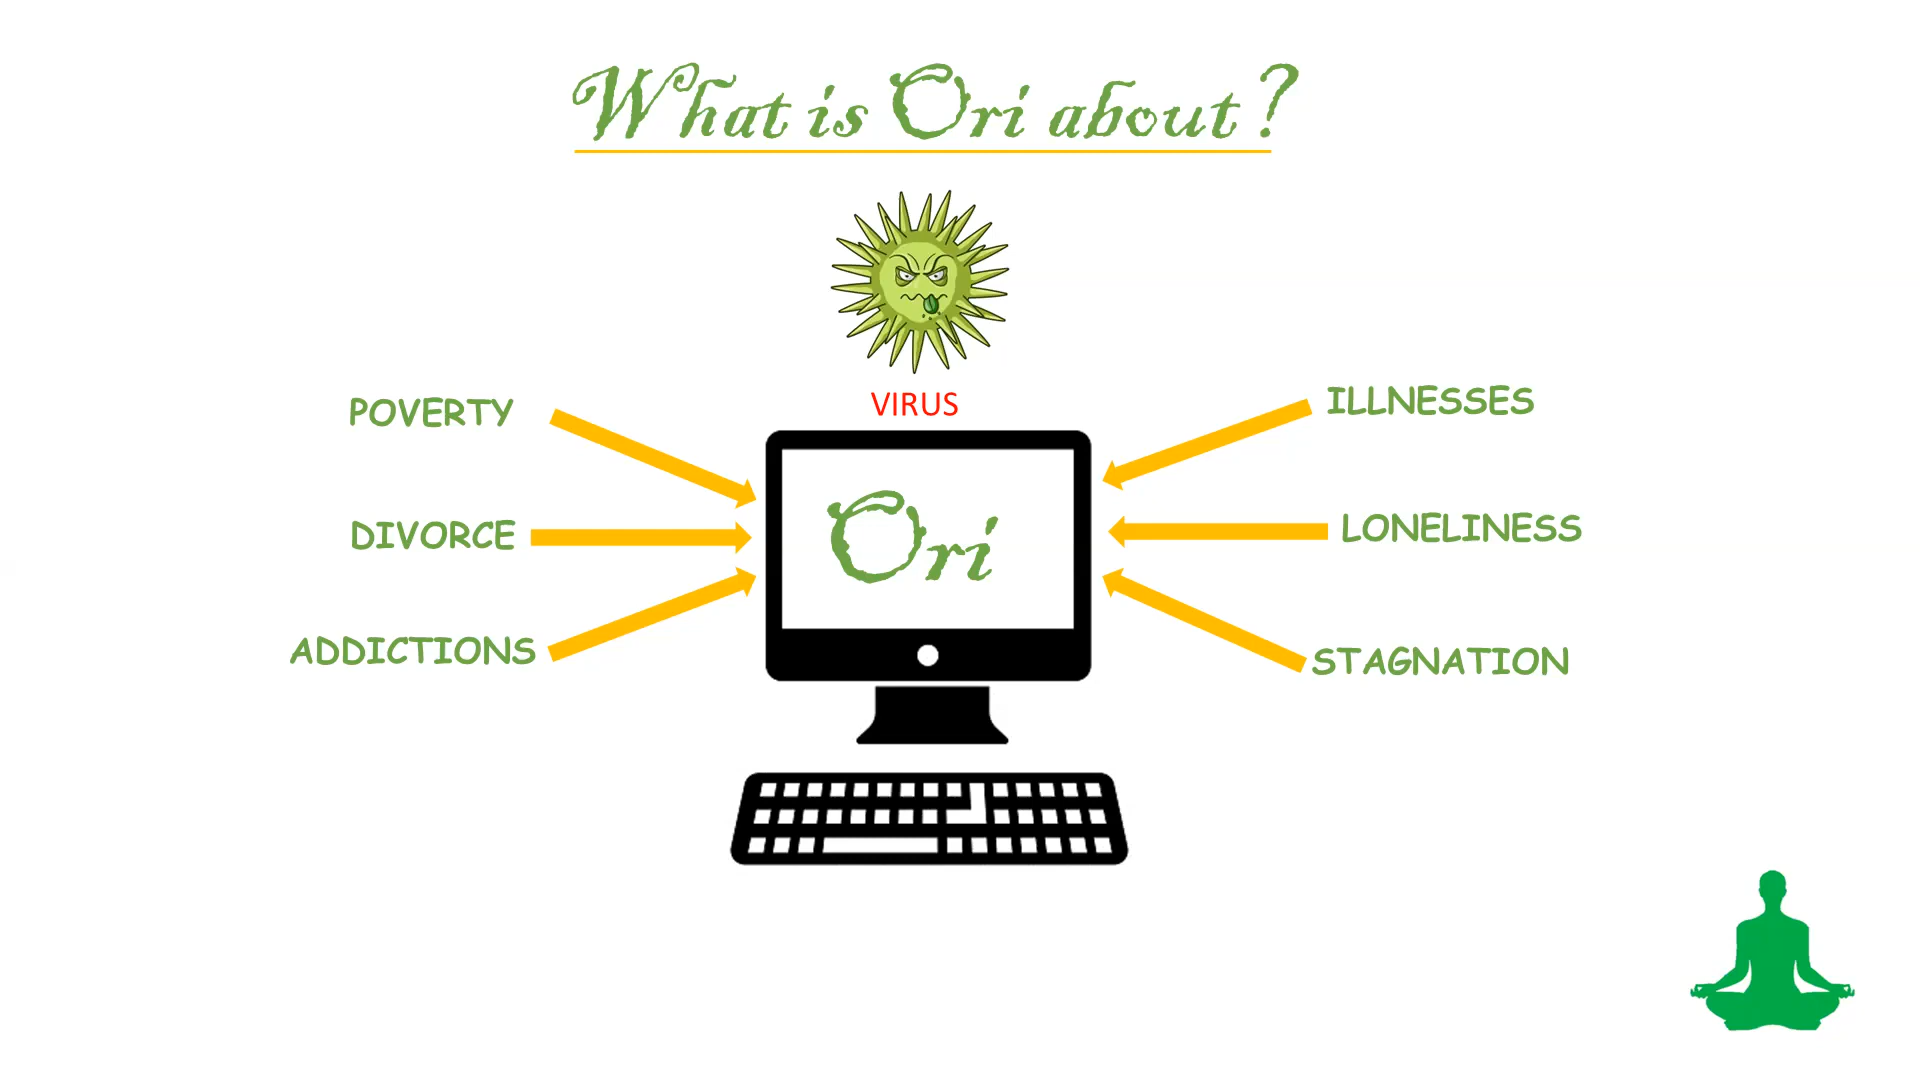 What is Ori about?
VIRUS
POVERTY
ILLNESSES
Ori
DIVORCE
LONELINESS
ADDICTIONS
STAGNATION